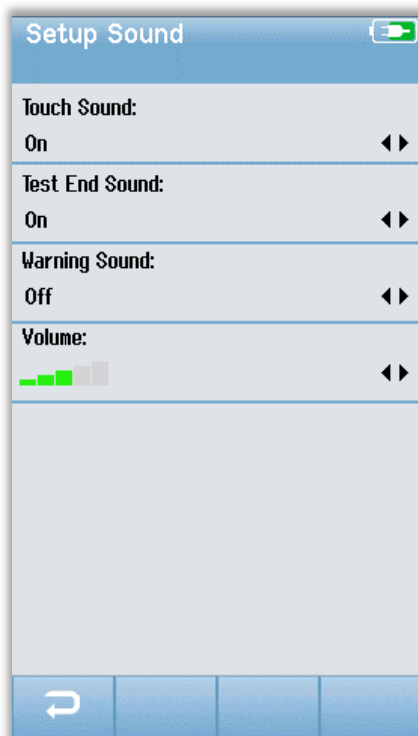 Setup Sound
Touch Sound:
On
Test End Sound:
On
Warning Sound:
Off
Volume: